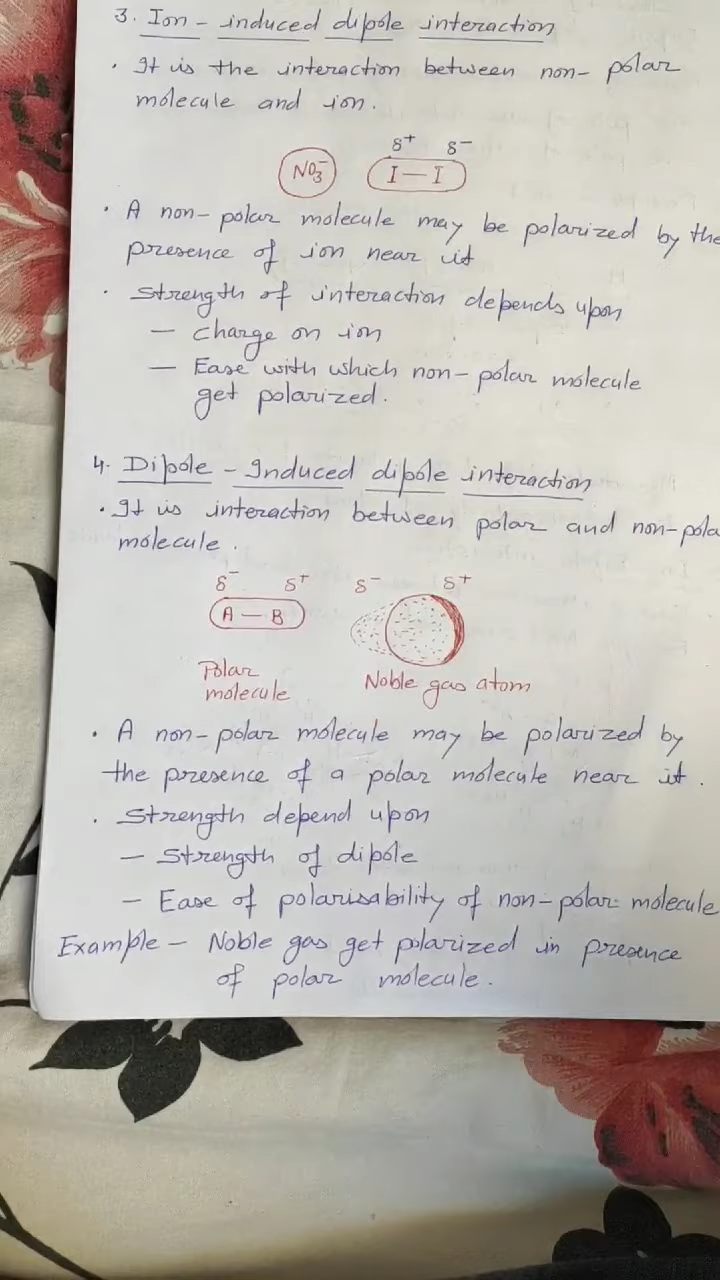 3. Ion - induced dipole interaction
· It is the interaction between non- polar
molecule and ion.
δ+ δ-
NO3- I — I
· A non- polar molecule may be polarized by the
presence of ion near it
· Strength of interaction depends upon
— charge on ion
— Ease with which non- polar molecule
get polarized.
4. Dipole - Induced dipole interaction
· It is interaction between polar and non-pola
molecule.
δ- δ+ δ- δ+
A — B
Polar
molecule
Noble gas atom
· A non-polar molecule may be polarized by
the presence of a polar molecule near it.
· Strength depend upon
— Strength of dipole
— Ease of polarisability of non-polar molecule
Example — Noble gas get polarized in presence
of polar molecule.